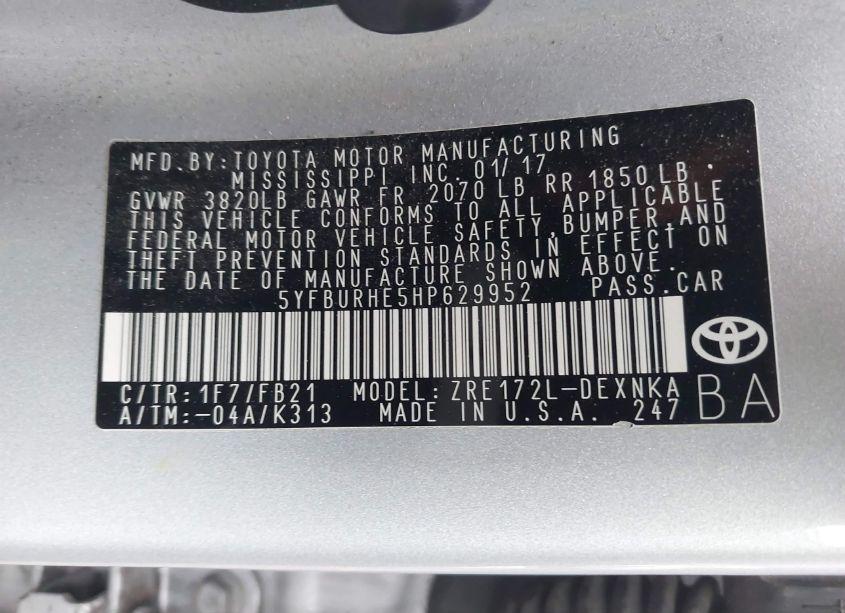 MFD.BY:TOYOTA MOTOR MANUFACTURING
MISSISSIPPI INC. 01/17
GVWR 3820LB GAWR FR 2070 LB RR 1850 LB.
THIS VEHICLE CONFORMS TO ALL APPLICABLE
FEDERAL MOTOR VEHICLE SAFETY,BUMPER,AND
THEFT PREVENTION STANDARDS IN EFFECT ON
THE DATE OF MANUFACTURE SHOWN ABOVE.
5YFBURHE5HP629952 PASS.CAR
C/TR:1F7/FB21 MODEL:ZRE172L-DEXNKA
A/TM:-04A/K313 MADE IN U.S.A. 247
BA